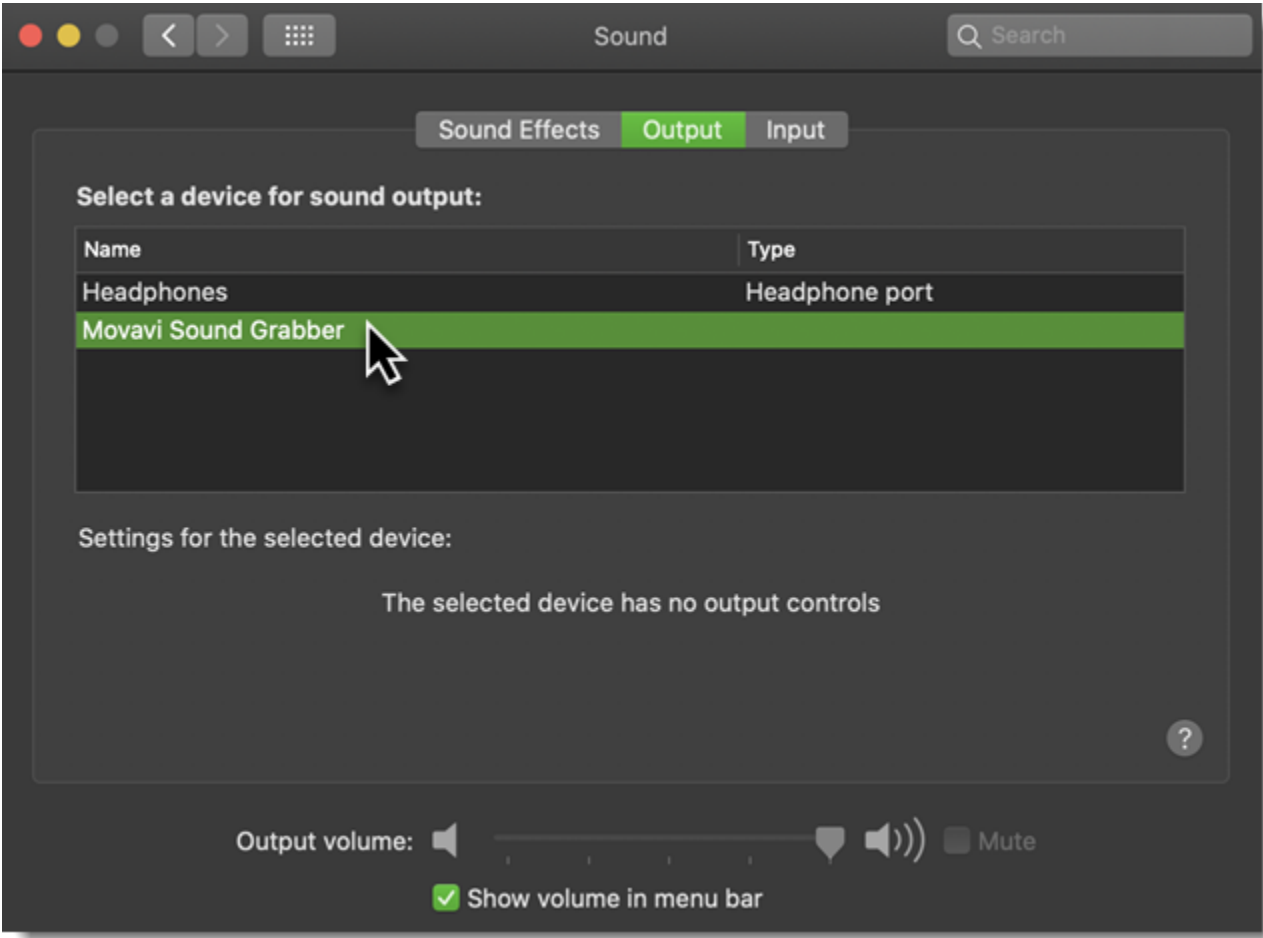 Sound
Search
Sound Effects Output Input
Select a device for sound output:
Name Type
Headphones Headphone port
Movavi Sound Grabber
Settings for the selected device:
The selected device has no output controls
?
Output volume: Mute
Show volume in menu bar